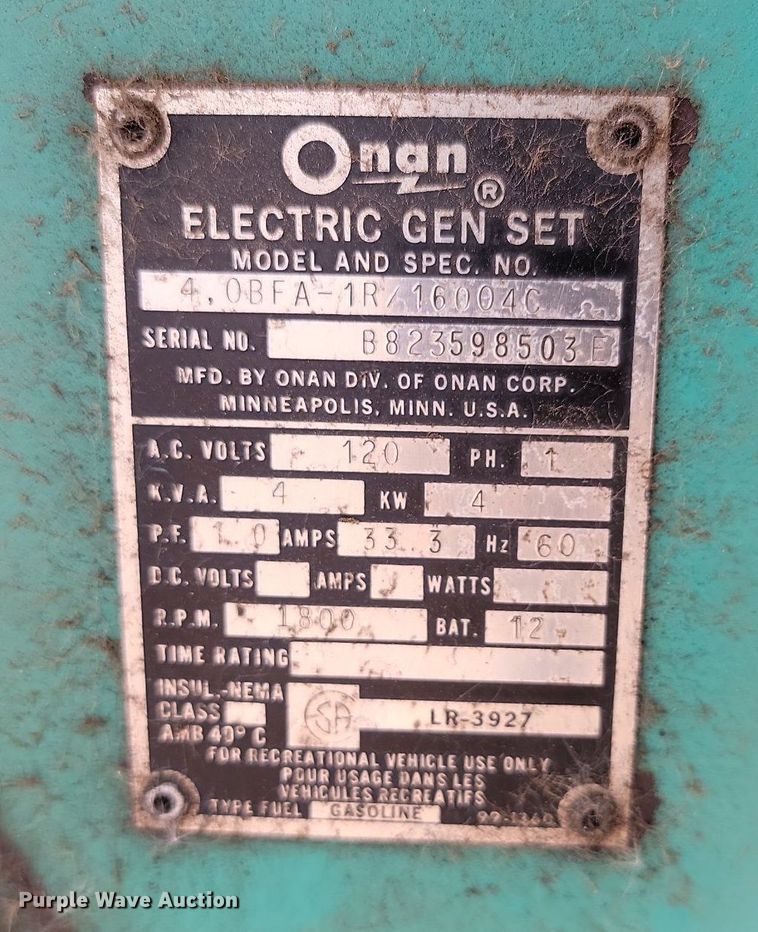 Onan ®
ELECTRIC GEN SET
MODEL AND SPEC. NO.
4.0BFA-1R/16004C
SERIAL NO. B823598503
MFD. BY ONAN DIV. OF ONAN CORP.
MINNEAPOLIS, MINN. U.S.A.
A.C. VOLTS 120 PH. 1
K.V.A. 4 KW 4
P.F. 1.0 AMPS 33.3 Hz 60
D.C. VOLTS AMPS WATTS
R.P.M. 1800 BAT. 12
TIME RATING
INSUL.-NEMA
CLASS
SA LR-3927
AMB 40° C
FOR RECREATIONAL VEHICLE USE ONLY
POUR USAGE DANS LES
VEHICULES RECREATIFS
TYPE FUEL GASOLINE
Purple Wave Auction